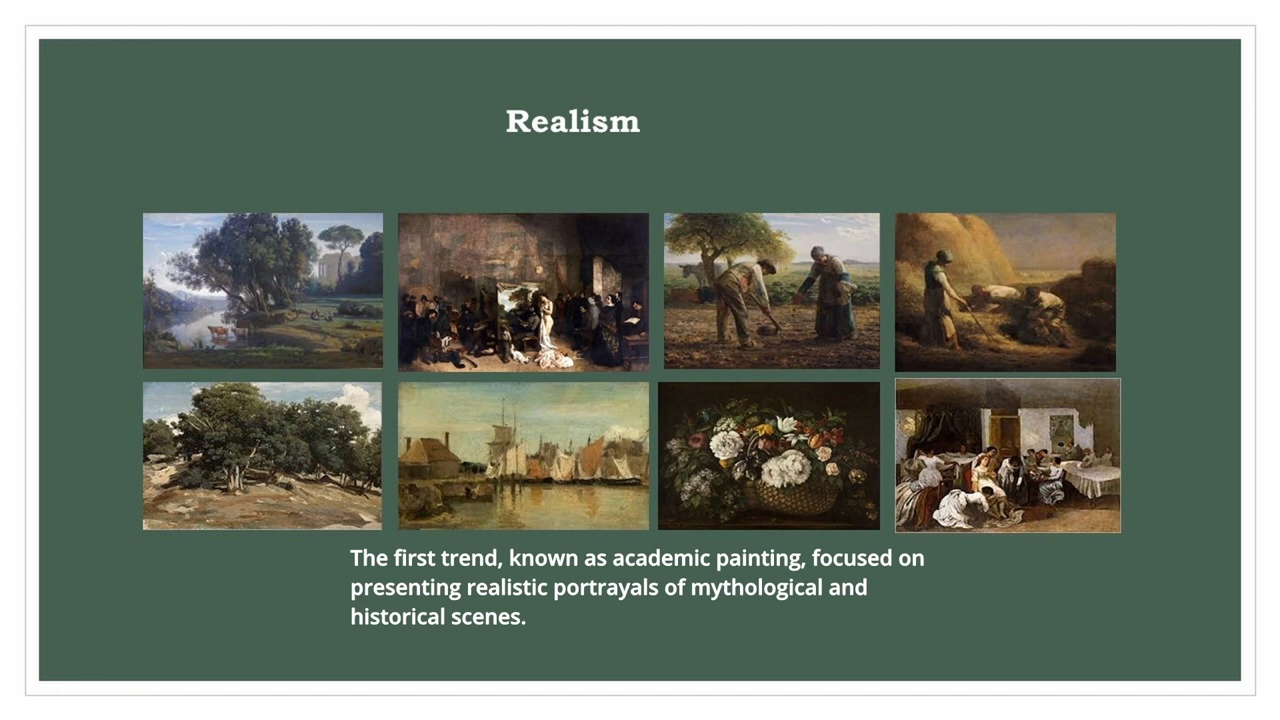 Realism
The first trend, known as academic painting, focused on
presenting realistic portrayals of mythological and
historical scenes.